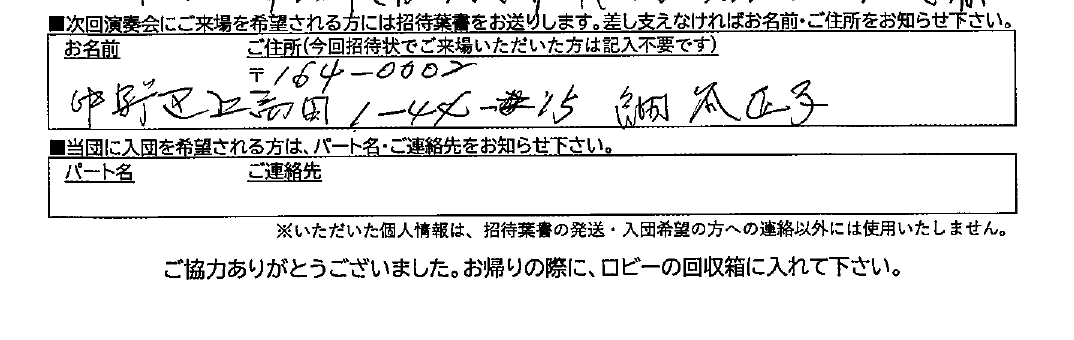 ■次回演奏会にご来場を希望される方には招待葉書をお送りします。差し支えなければお名前・ご住所をお知らせ下さい。
お名前 ご住所(今回招待状でご来場いただいた方は記入不要です)
〒164-0002
中野区上高田1-44-15 正子
■当団に入団を希望される方は、パート名・ご連絡先をお知らせ下さい。
パート名 ご連絡先
※いただいた個人情報は、招待葉書の発送・入団希望の方への連絡以外には使用いたしません。
ご協力ありがとうございました。お帰りの際に、ロビーの回収箱に入れて下さい。